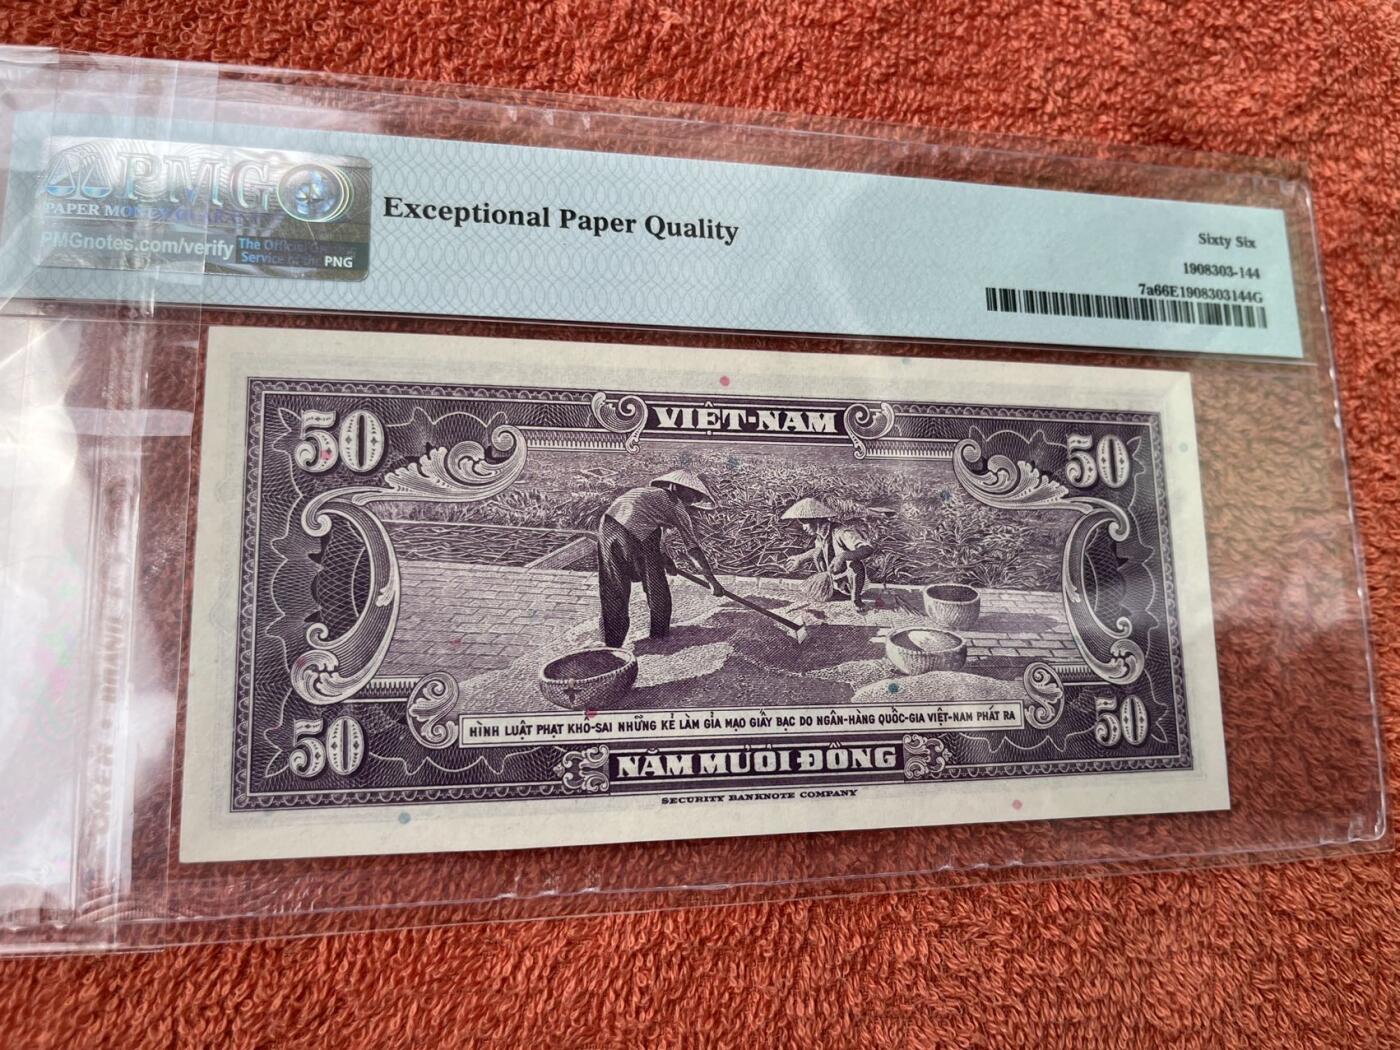 PMG
PAPER MONEY GUARANTY
PMGnotes.com/verify
The Official Grading
Service of the PNG
Exceptional Paper Quality
Sixty Six
1908303-144
7a66E1908303144G
50
VIỆT-NAM
50
HÌNH LUẬT PHẠT KHỔ-SAI NHỮNG KẺ LÀM GIẢ MẠO GIẤY BẠC DO NGÂN-HÀNG QUỐC-GIA VIỆT-NAM PHÁT RA
50
NĂM MƯƠI ĐỒNG
50
SECURITY BANKNOTE COMPANY